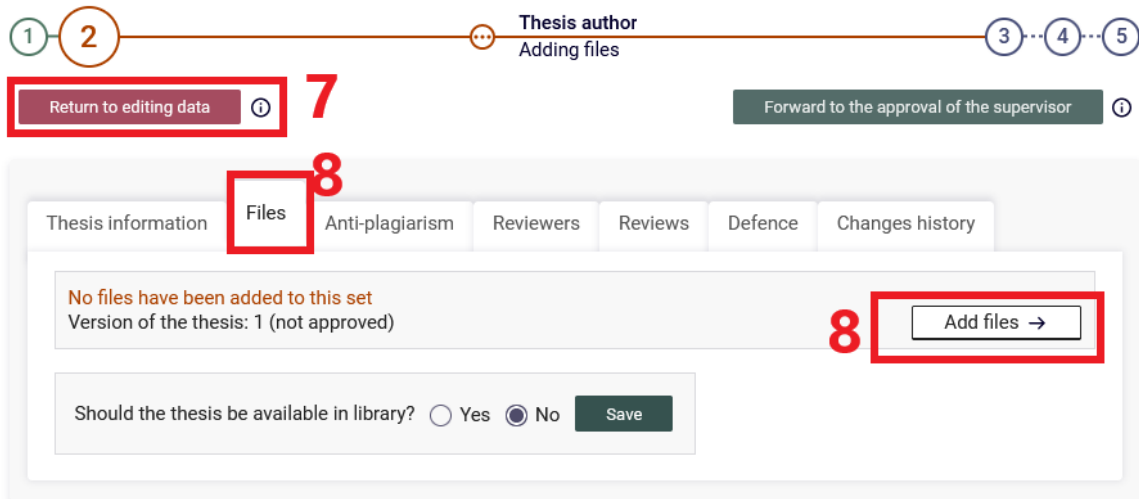 1
2
Thesis author
Adding files
3
4
5
Return to editing data
7
Forward to the approval of the supervisor
8
Thesis information
Files
Anti-plagiarism
Reviewers
Reviews
Defence
Changes history
No files have been added to this set
Version of the thesis: 1 (not approved)
8
Add files →
Should the thesis be available in library? Yes No Save